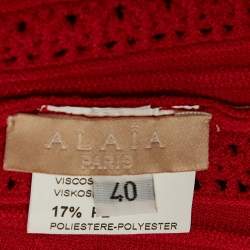 ALAÏA
PARIS
VISCOS
VISKOS
40
17%
POLIESTERE-POLYESTER